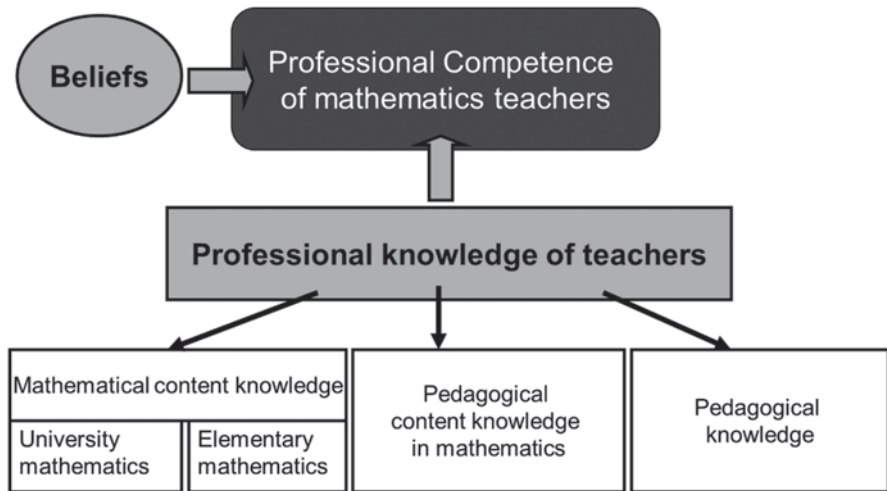 Beliefs
Professional Competence
of mathematics teachers
Professional knowledge of teachers
Mathematical content knowledge
University
mathematics
Elementary
mathematics
Pedagogical
content knowledge
in mathematics
Pedagogical
knowledge